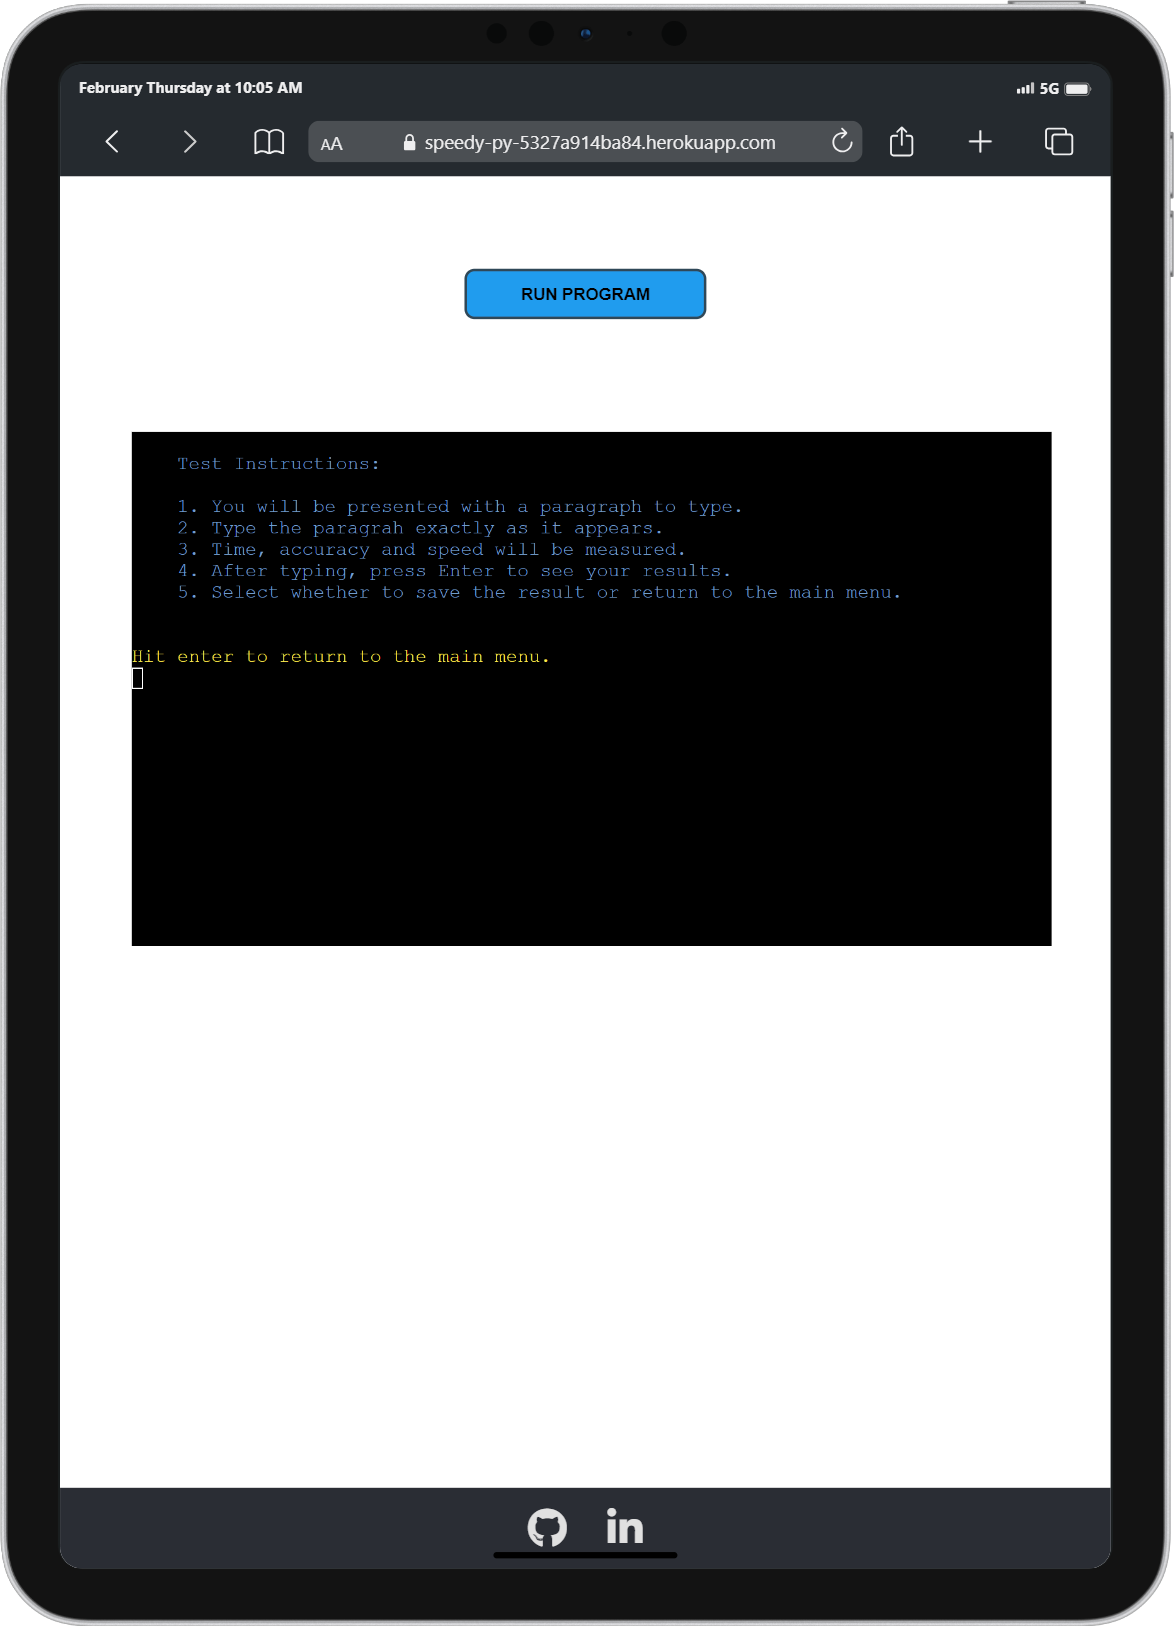 February Thursday at 10:05 AM
5G
AA
speedy-py-5327a914ba84.herokuapp.com
RUN PROGRAM
Test Instructions:
1. You will be presented with a paragraph to type.
2. Type the paragrah exactly as it appears.
3. Time, accuracy and speed will be measured.
4. After typing, press Enter to see your results.
5. Select whether to save the result or return to the main menu.
Hit enter to return to the main menu.
in